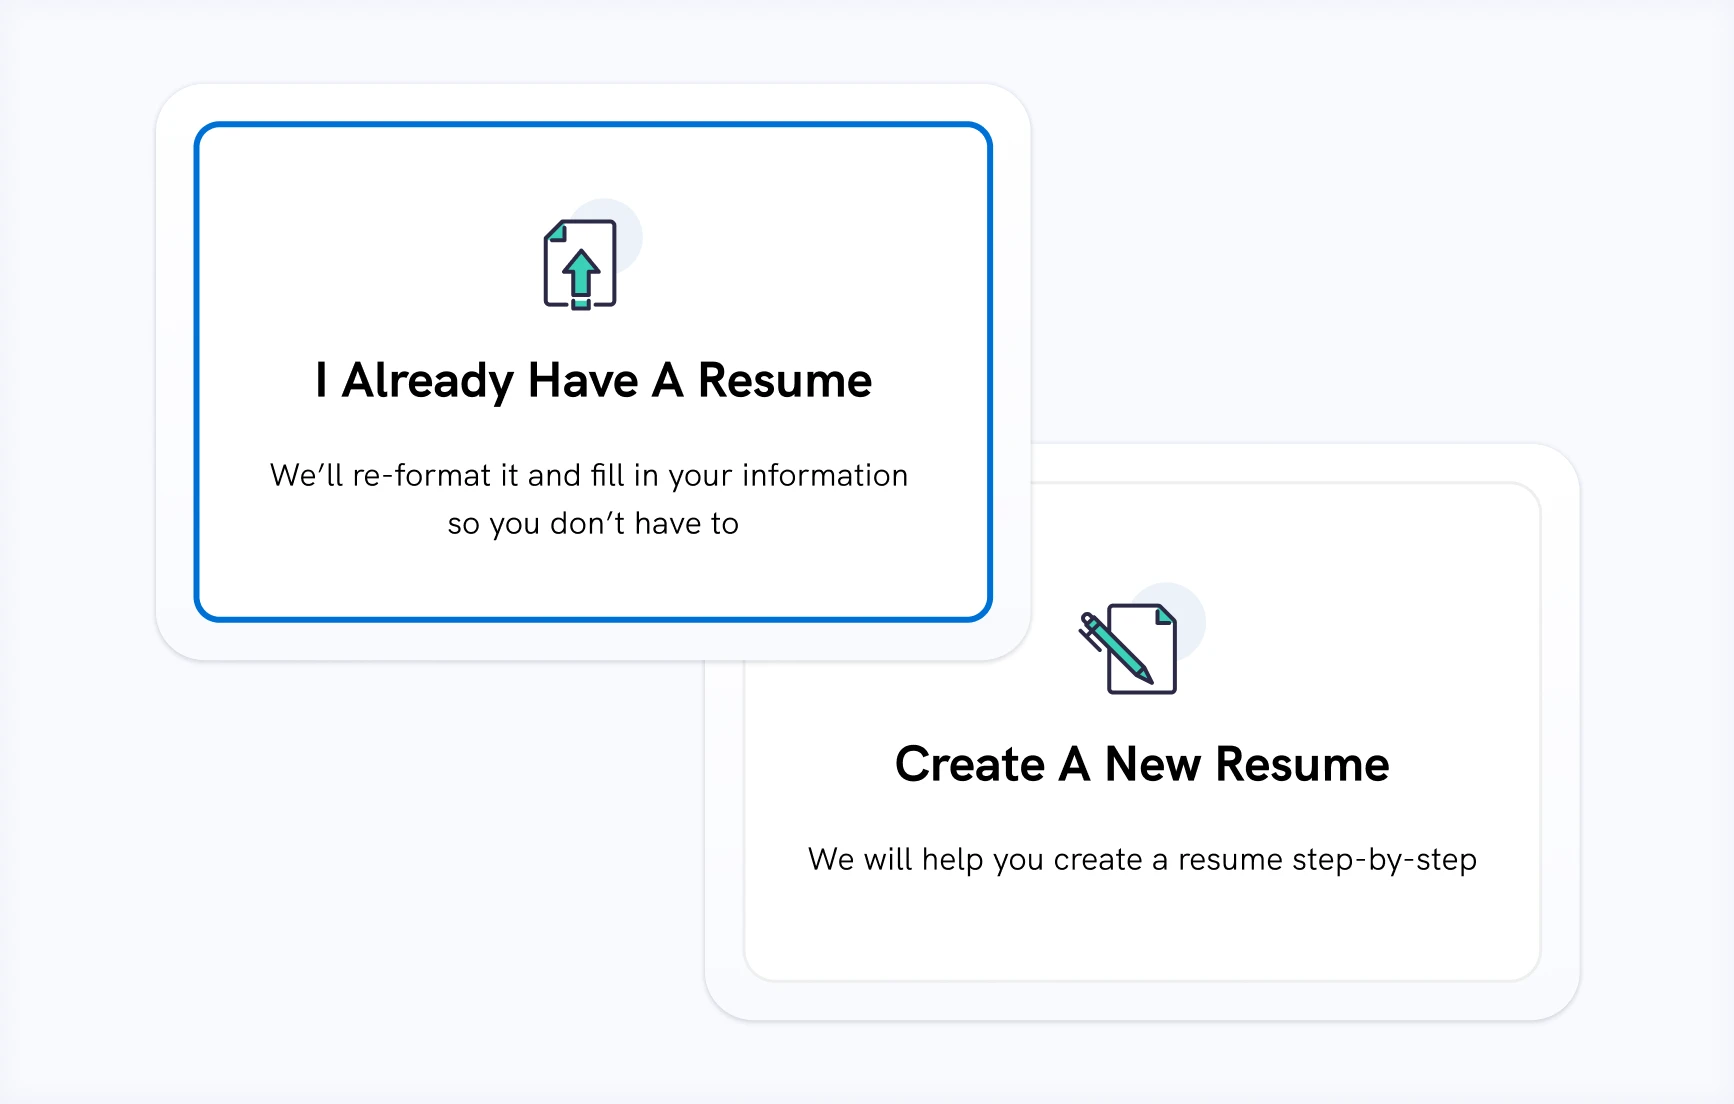 I Already Have A Resume
We’ll re-format it and fill in your information
so you don’t have to
Create A New Resume
We will help you create a resume step-by-step